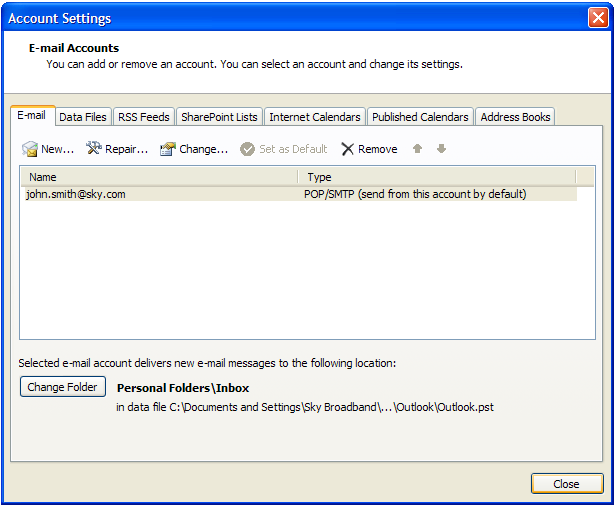 Account Settings
E-mail Accounts
You can add or remove an account. You can select an account and change its settings.
E-mail Data Files RSS Feeds SharePoint Lists Internet Calendars Published Calendars Address Books
New... Repair... Change... Set as Default Remove
Name Type
john.smith@sky.com POP/SMTP (send from this account by default)
Selected e-mail account delivers new e-mail messages to the following location:
Change Folder Personal Folders\Inbox
in data file C:\Documents and Settings\Sky Broadband\...\Outlook\Outlook.pst
Close